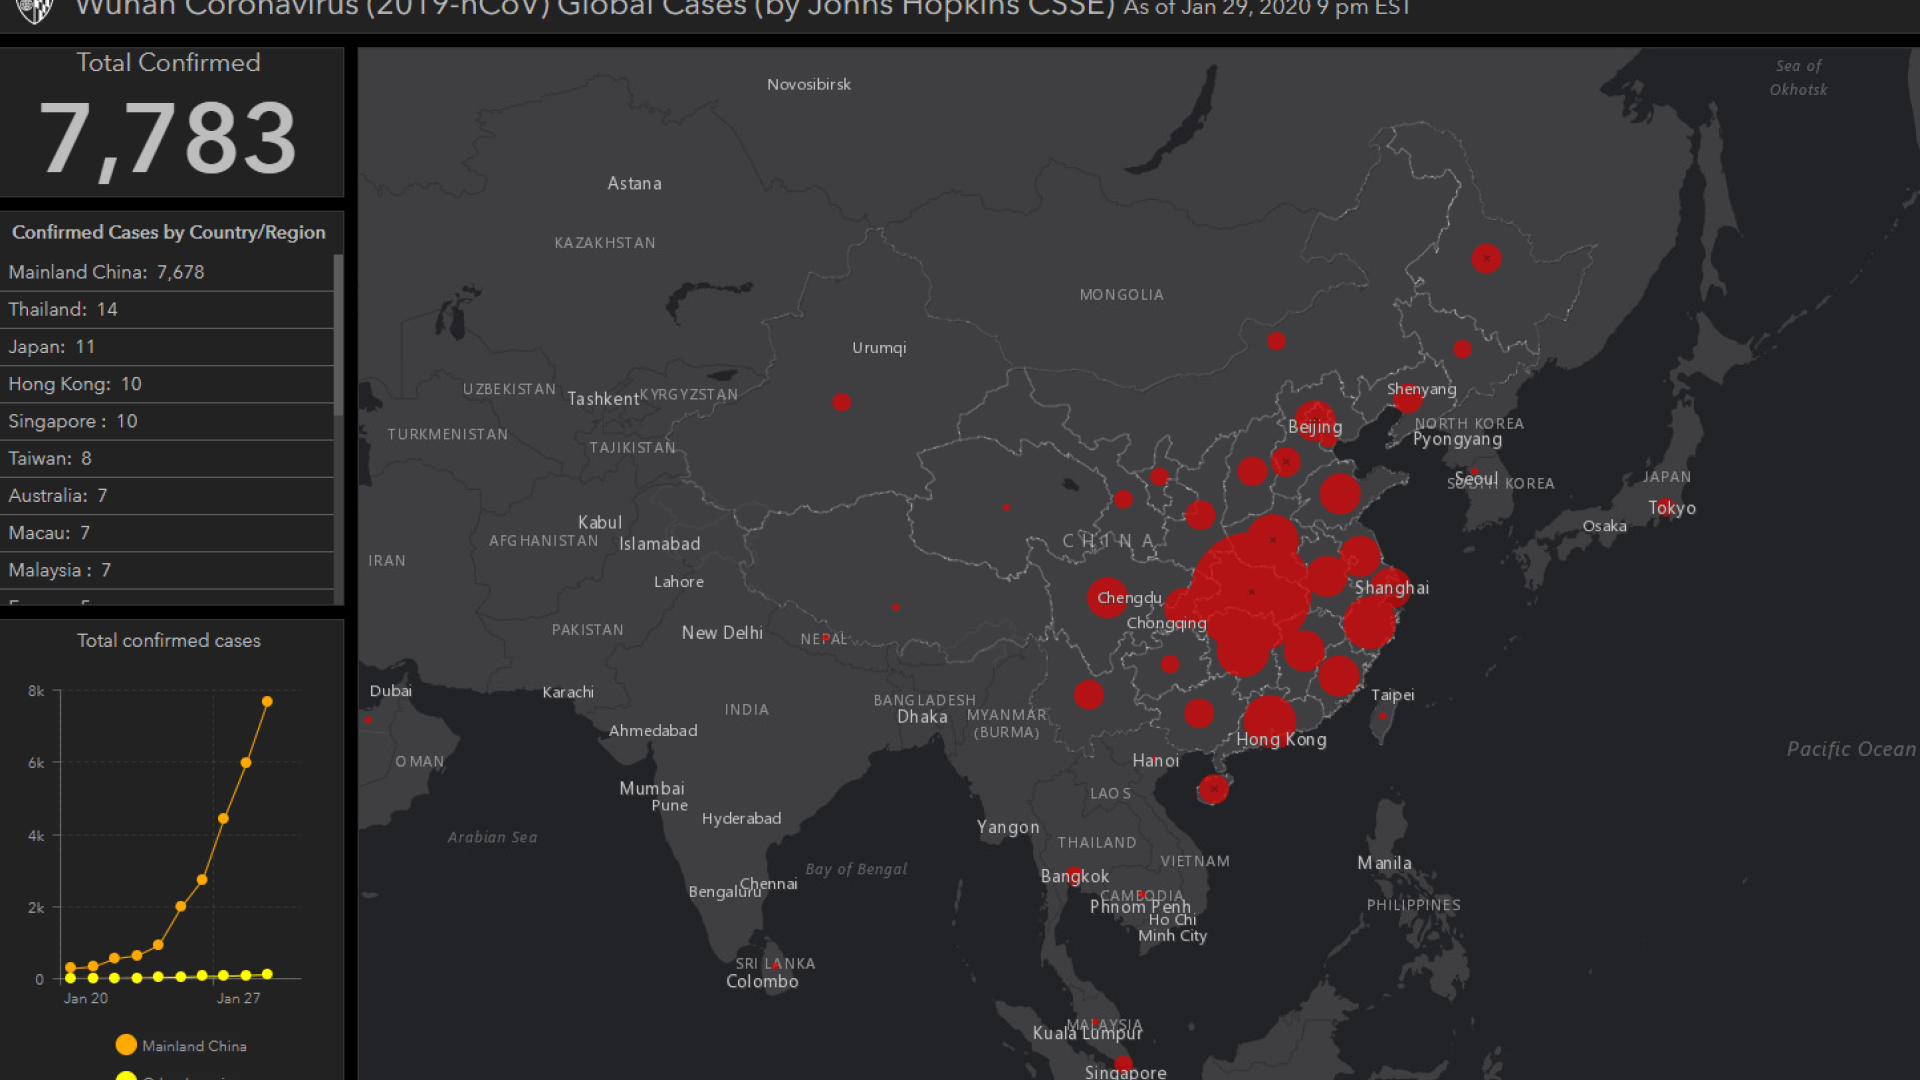 Wuhan Coronavirus (2019-nCoV) Global Cases (by Johns Hopkins CSSE) As of Jan 29, 2020 9 pm EST
Total Confirmed
7,783
Confirmed Cases by Country/Region
Mainland China: 7,678
Thailand: 14
Japan: 11
Hong Kong: 10
Singapore : 10
Taiwan: 8
Australia: 7
Macau: 7
Malaysia : 7
Total confirmed cases
8k
6k
4k
2k
0
Jan 20
Jan 27
Mainland China
Sea of
Okhotsk
Novosibirsk
Astana
KAZAKHSTAN
MONGOLIA
Urumqi
UZBEKISTAN
Tashkent
KYRGYZSTAN
Shenyang
NORTH KOREA
Beijing
TURKMENISTAN
Pyongyang
TAJIKISTAN
Seoul
SOUTH KOREA
JAPAN
Tokyo
Kabul
Osaka
AFGHANISTAN
Islamabad
CHINA
IRAN
Lahore
Shanghai
Chengdu
Chongqing
PAKISTAN
New Delhi
NEPAL
Dubai
Karachi
Taipei
BANGLADESH
INDIA
Dhaka
MYANMAR
(BURMA)
Ahmedabad
Hong Kong
Pacific Ocean
OMAN
Hanoi
Mumbai
LAOS
Pune
Hyderabad
Yangon
Arabian Sea
THAILAND
VIETNAM
Manila
Bay of Bengal
Bangkok
Chennai
Bengaluru
CAMBODIA
Phnom Penh
PHILIPPINES
Ho Chi
Minh City
SRI LANKA
Colombo
MALAYSIA
Kuala Lumpur
Singapore